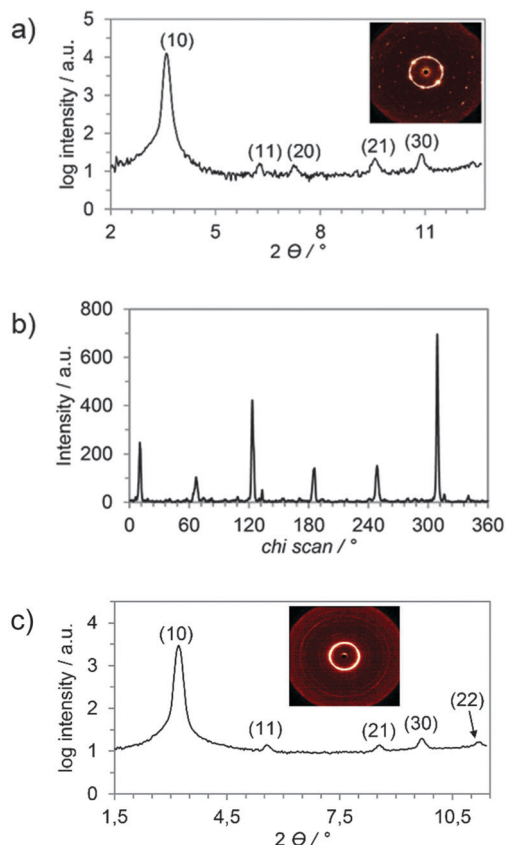 a)
5
4
3
2
1
0
log intensity / a.u.
(10)
(11) (20) (21) (30)
2 5 8 11
2 Θ / °
b)
800
600
400
200
0
Intensity / a.u.
0 60 120 180 240 300 360
chi scan / °
c)
4
3
2
1
0
log intensity / a.u.
(10)
(11) (21) (30) (22)
1,5 4,5 7,5 10,5
2 Θ / °